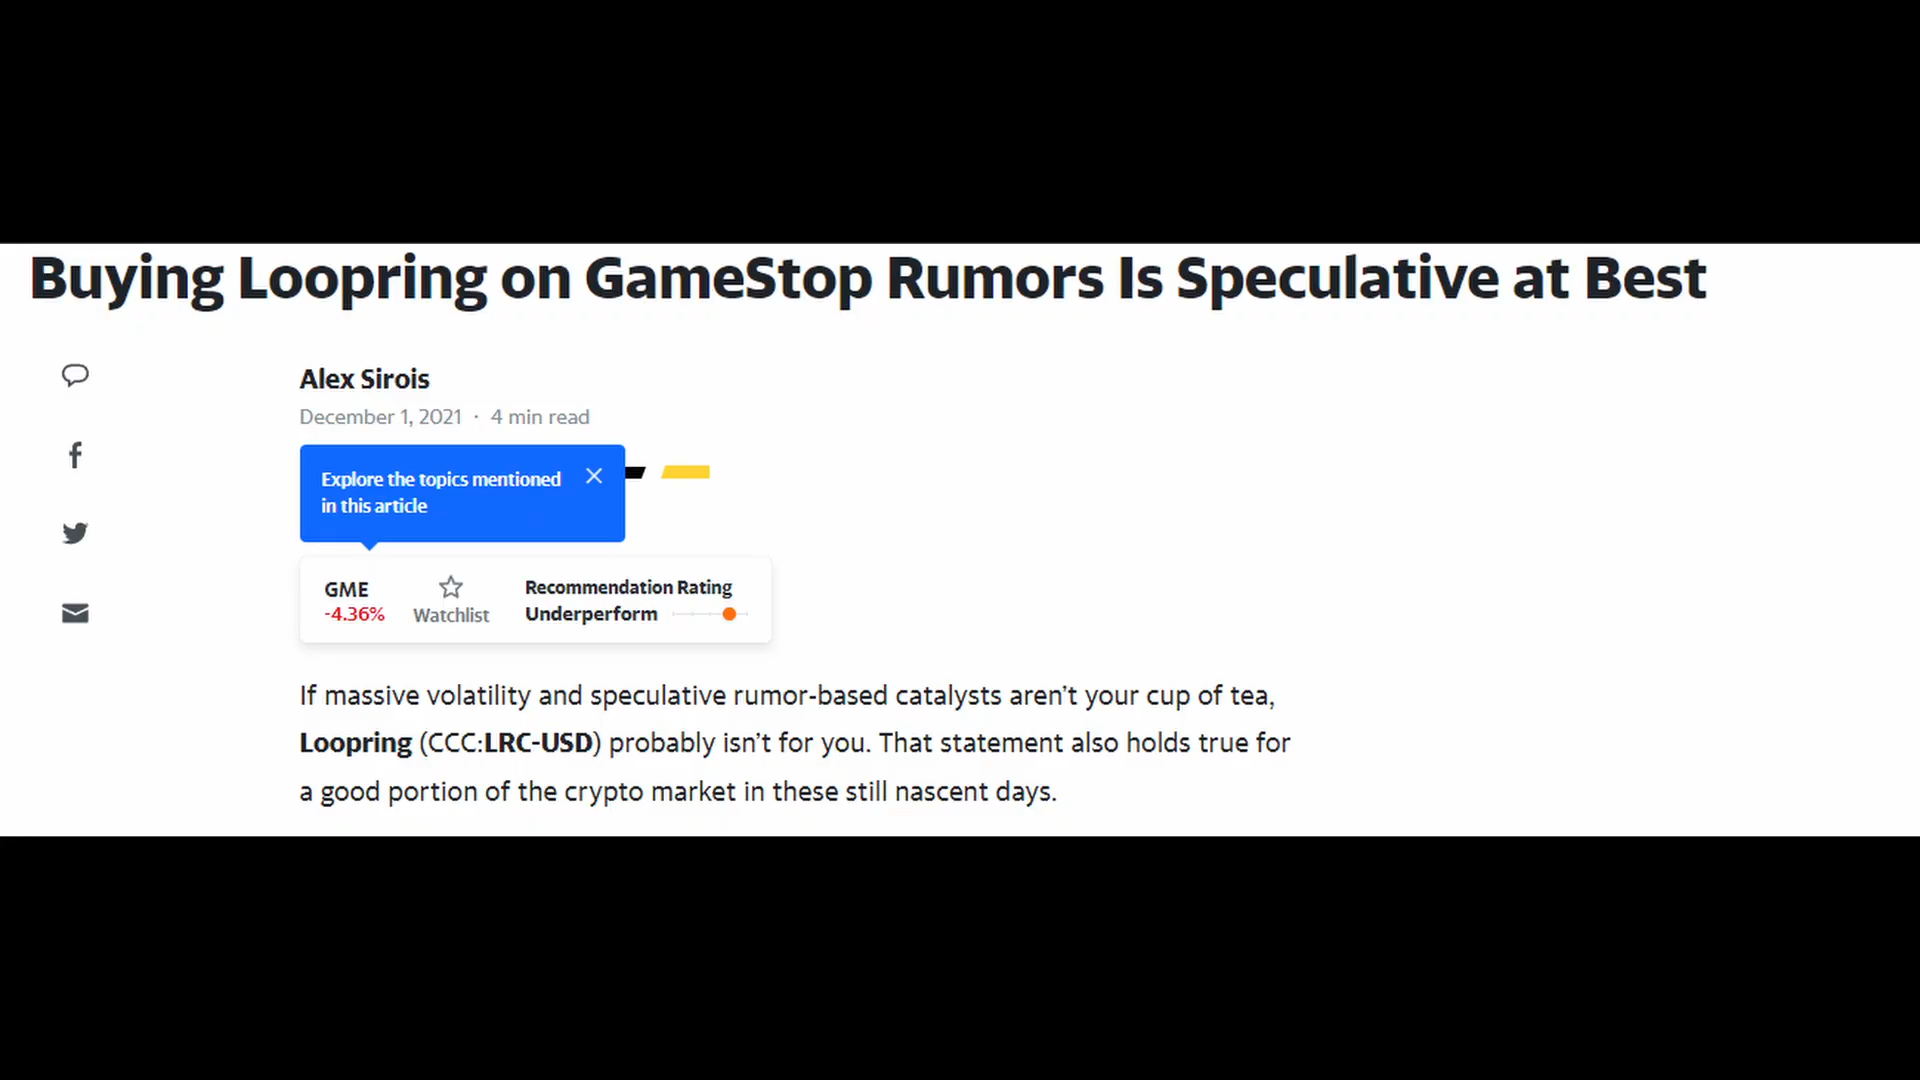 Buying Loopring on GameStop Rumors Is Speculative at Best
Alex Sirois
December 1, 2021 · 4 min read
Explore the topics mentioned
in this article
GME
-4.36%
Watchlist
Recommendation Rating
Underperform
If massive volatility and speculative rumor-based catalysts aren’t your cup of tea,
Loopring (CCC:LRC-USD) probably isn’t for you. That statement also holds true for
a good portion of the crypto market in these still nascent days.